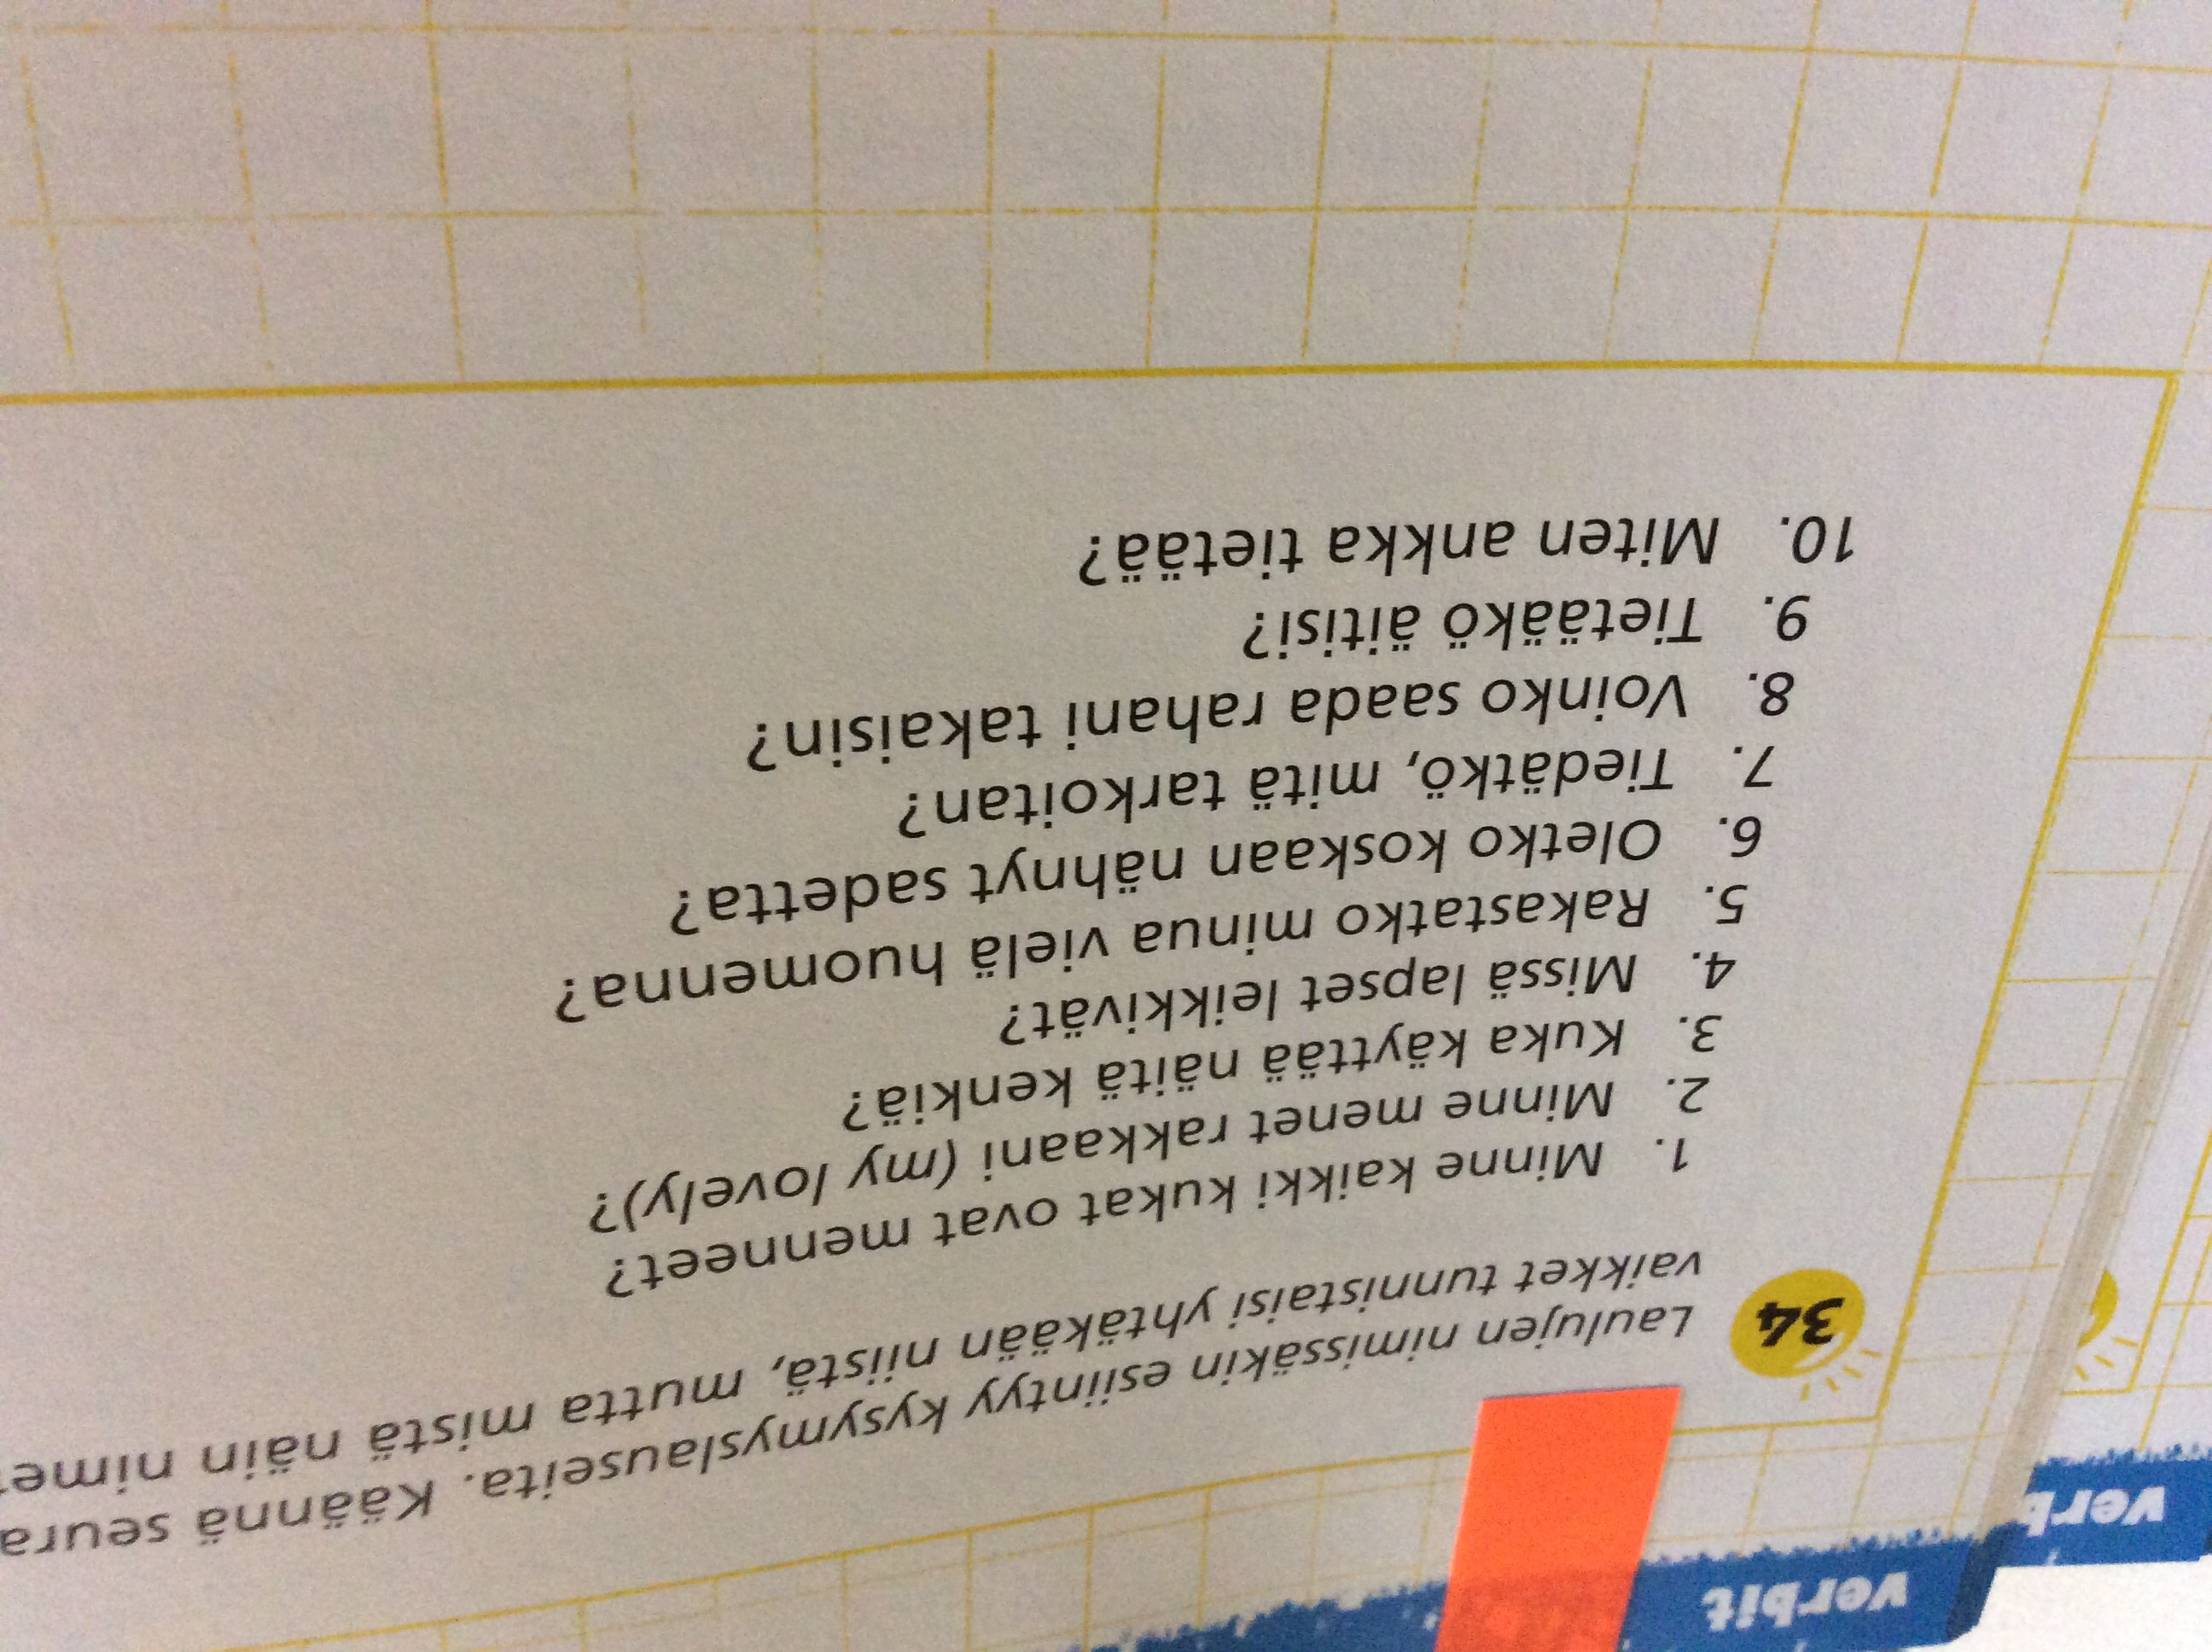 verbit
verb
34
Laulujen nimissäkin esiintyy kysymyslauseita. Käännä
vaikket tunnistaisi yhtäkään niistä, mutta mistä näin
1. Minne kaikki kukat ovat menneet?
2. Minne menet rakkaani (my lovely)?
3. Kuka käyttää näitä kenkiä?
4. Missä lapset leikkivät?
5. Rakastatko minua vielä huomenna?
6. Oletko koskaan nähnyt sadetta?
7. Tiedätkö, mitä tarkoitan?
8. Voinko saada rahani takaisin?
9. Tietääkö äitisi?
10. Miten ankka tietää?